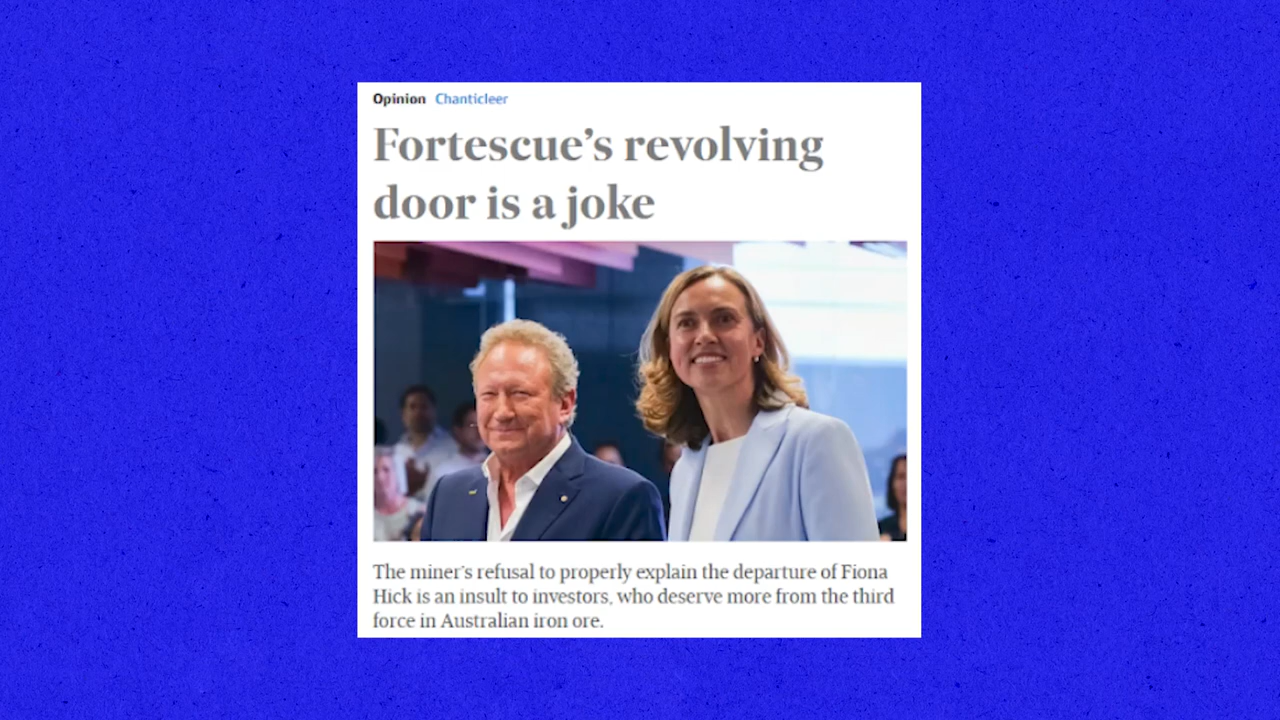 Opinion Chanticleer
Fortescue’s revolving
door is a joke
The miner’s refusal to properly explain the departure of Fiona
Hick is an insult to investors, who deserve more from the third
force in Australian iron ore.